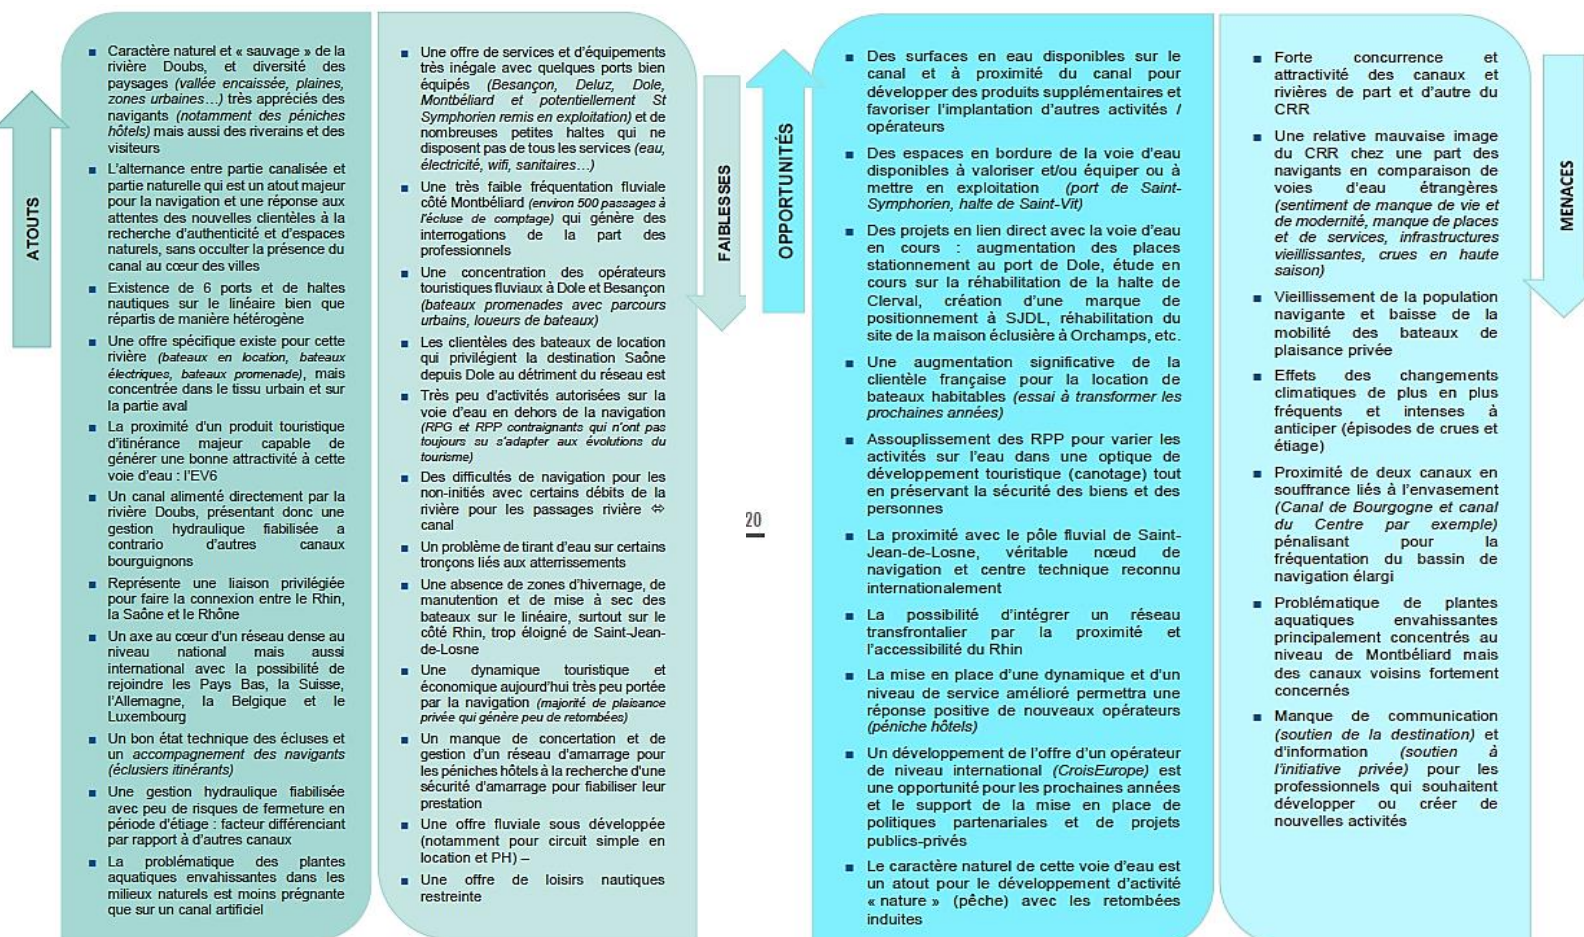 ATOUTS
■ Caractère naturel et « sauvage » de la
rivière Doubs, et diversité des
paysages (vallée encaissée, plaines,
zones urbaines…) très appréciés des
navigants (notamment des péniches
hôtels) mais aussi des riverains et des
visiteurs
■ L'alternance entre partie canalisée et
partie naturelle qui est un atout majeur
pour la navigation et une réponse aux
attentes des nouvelles clientèles à la
recherche d'authenticité et d'espaces
naturels, sans occulter la présence du
canal au cœur des villes
■ Existence de 6 ports et de haltes
nautiques sur le linéaire bien que
répartis de manière hétérogène
■ Une offre spécifique existe pour cette
rivière (bateaux en location, bateaux
électriques, bateaux promenade), mais
concentrée dans le tissu urbain et sur
la partie aval
■ La proximité d'un produit touristique
d'itinérance majeur capable de
générer une bonne attractivité à cette
voie d'eau : l'EV6
■ Un canal alimenté directement par la
rivière Doubs, présentant donc une
gestion hydraulique fiabilisée a
contrario d'autres canaux
bourguignons
■ Représente une liaison privilégiée
pour faire la connexion entre le Rhin,
la Saône et le Rhône
■ Un axe au cœur d'un réseau dense au
niveau national mais aussi
international avec la possibilité de
rejoindre les Pays Bas, la Suisse,
l'Allemagne, la Belgique et le
Luxembourg
■ Un bon état technique des écluses et
un accompagnement des navigants
(éclusiers itinérants)
■ Une gestion hydraulique fiabilisée
avec peu de risques de fermeture en
période d'étiage : facteur différenciant
par rapport à d'autres canaux
■ La problématique des plantes
aquatiques envahissantes dans les
milieux naturels est moins prégnante
que sur un canal artificiel
FAIBLESSES
■ Une offre de services et d'équipements
très inégale avec quelques ports bien
équipés (Besançon, Deluz, Dole,
Montbéliard et potentiellement St
Symphorien remis en exploitation) et de
nombreuses petites haltes qui ne
disposent pas de tous les services (eau,
électricité, wifi, sanitaires…)
■ Une très faible fréquentation fluviale
côté Montbéliard (environ 500 passages à
l'écluse de comptage) qui génère des
interrogations de la part des
professionnels
■ Une concentration des opérateurs
touristiques fluviaux à Dole et Besançon
(bateaux promenades avec parcours
urbains, loueurs de bateaux)
■ Les clientèles des bateaux de location
qui privilégient la destination Saône
depuis Dole au détriment du réseau est
■ Très peu d'activités autorisées sur la
voie d'eau en dehors de la navigation
(RPG et RPP contraignants qui n'ont pas
toujours su s'adapter aux évolutions du
tourisme)
■ Des difficultés de navigation pour les
non-initiés avec certains débits de la
rivière pour les passages rivière ⇔
canal
■ Un problème de tirant d'eau sur certains
tronçons liés aux atterrissements
■ Une absence de zones d'hivernage, de
manutention et de mise à sec des
bateaux sur le linéaire, surtout sur le
côté Rhin, trop éloigné de Saint-Jean-
de-Losne
■ Une dynamique touristique et
économique aujourd'hui très peu portée
par la navigation (majorité de plaisance
privée qui génère peu de retombées)
■ Un manque de concertation et de
gestion d'un réseau d'amarrage pour
les péniches hôtels à la recherche d'une
sécurité d'amarrage pour fiabiliser leur
prestation
■ Une offre fluviale sous développée
(notamment pour circuit simple en
location et PH) –
■ Une offre de loisirs nautiques
restreinte
20
OPPORTUNITÉS
■ Des surfaces en eau disponibles sur le
canal et à proximité du canal pour
développer des produits supplémentaires et
favoriser l'implantation d'autres activités /
opérateurs
■ Des espaces en bordure de la voie d'eau
disponibles à valoriser et/ou équiper ou à
mettre en exploitation (port de Saint-
Symphorien, halte de Saint-Vit)
■ Des projets en lien direct avec la voie d'eau
en cours : augmentation des places
stationnement au port de Dole, étude en
cours sur la réhabilitation de la halte de
Clerval, création d'une marque de
positionnement à SJDL, réhabilitation du
site de la maison éclusière à Orchamps, etc.
■ Une augmentation significative de la
clientèle française pour la location de
bateaux habitables (essai à transformer les
prochaines années)
■ Assouplissement des RPP pour varier les
activités sur l'eau dans une optique de
développement touristique (canotage) tout
en préservant la sécurité des biens et des
personnes
■ La proximité avec le pôle fluvial de Saint-
Jean-de-Losne, véritable nœud de
navigation et centre technique reconnu
internationalement
■ La possibilité d'intégrer un réseau
transfrontalier par la proximité et
l'accessibilité du Rhin
■ La mise en place d'une dynamique et d'un
niveau de service amélioré permettra une
réponse positive de nouveaux opérateurs
(péniche hôtels)
■ Un développement de l'offre d'un opérateur
de niveau international (CroisEurope) est
une opportunité pour les prochaines années
et le support de la mise en place de
politiques partenariales et de projets
publics-privés
■ Le caractère naturel de cette voie d'eau est
un atout pour le développement d'activité
« nature » (pêche) avec les retombées
induites
MENACES
■ Forte concurrence et
attractivité des canaux et
rivières de part et d'autre du
CRR
■ Une relative mauvaise image
du CRR chez une part des
navigants en comparaison de
voies d'eau étrangères
(sentiment de manque de vie et
de modernité, manque de places
et de services, infrastructures
vieillissantes, crues en haute
saison)
■ Vieillissement de la population
navigante et baisse de la
mobilité des bateaux de
plaisance privée
■ Effets des changements
climatiques de plus en plus
fréquents et intenses à
anticiper (épisodes de crues et
étiage)
■ Proximité de deux canaux en
souffrance liés à l'envasement
(Canal de Bourgogne et canal
du Centre par exemple)
pénalisant pour la
fréquentation du bassin de
navigation élargi
■ Problématique de plantes
aquatiques envahissantes
principalement concentrés au
niveau de Montbéliard mais
des canaux voisins fortement
concernés
■ Manque de communication
(soutien de la destination) et
d'information (soutien à
l'initiative privée) pour les
professionnels qui souhaitent
développer ou créer de
nouvelles activités